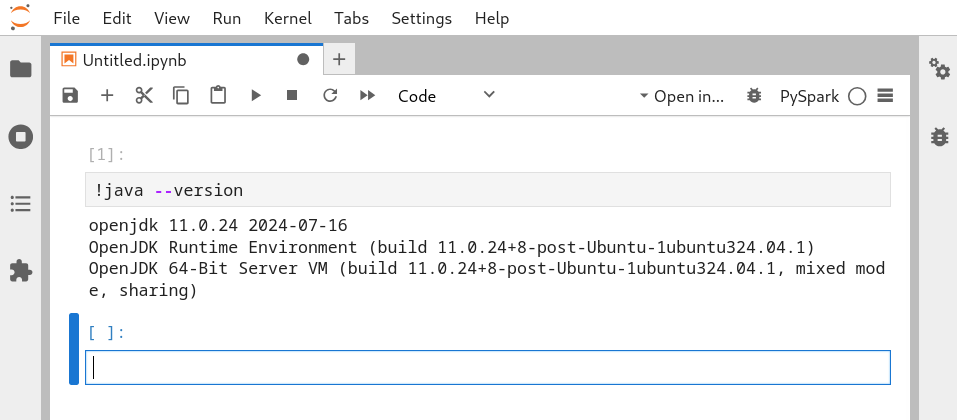 File Edit View Run Kernel Tabs Settings Help
Untitled.ipynb
Code
Open in...
PySpark
[1]:
!java --version
openjdk 11.0.24 2024-07-16
OpenJDK Runtime Environment (build 11.0.24+8-post-Ubuntu-1ubuntu324.04.1)
OpenJDK 64-Bit Server VM (build 11.0.24+8-post-Ubuntu-1ubuntu324.04.1, mixed mod
e, sharing)
[ ]: